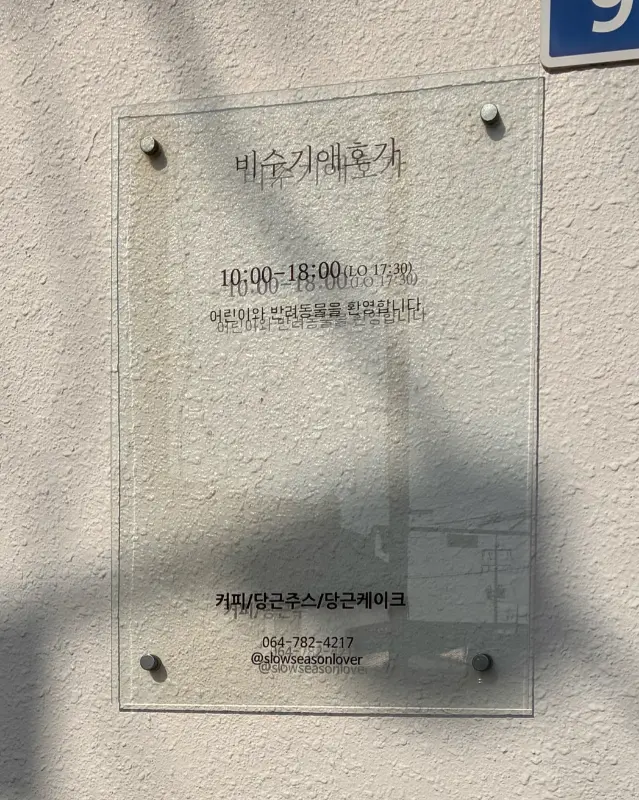 9
비수기애호가
10:00-18:00 (LO 17:30)
어린이와 반려동물을 환영합니다
커피/당근주스/당근케이크
064-782-4217
@slowseasonlover